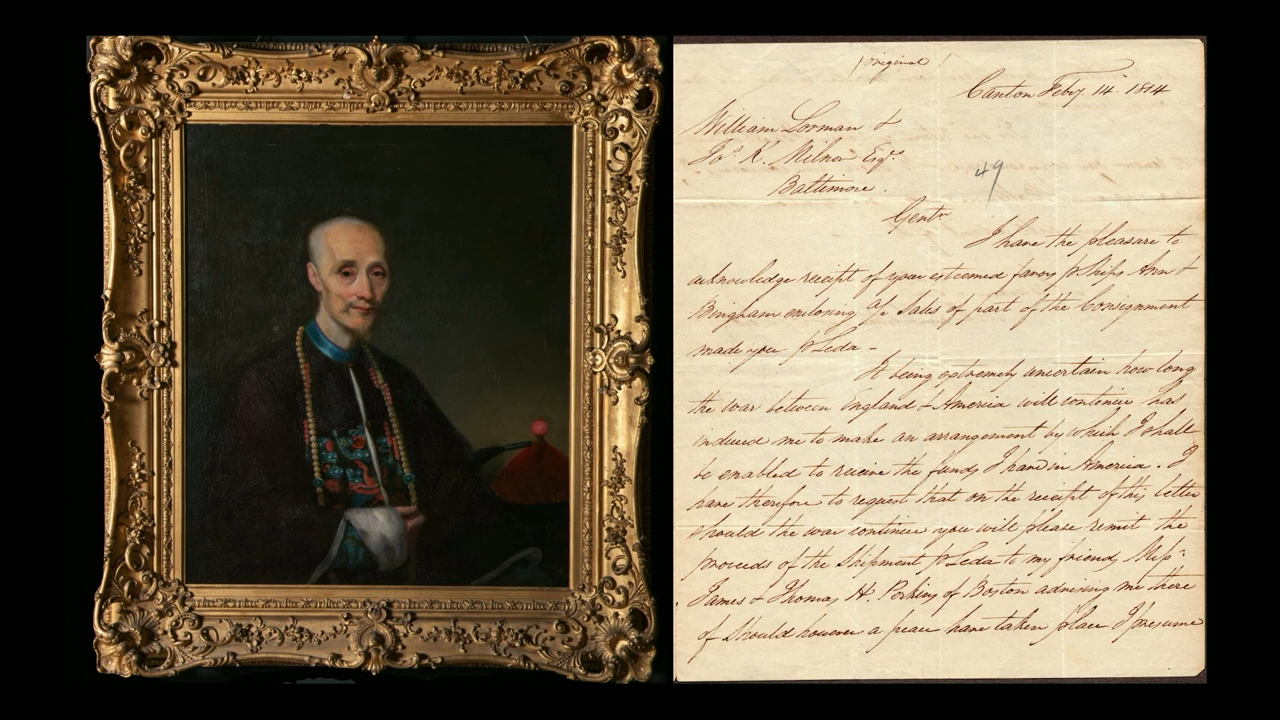 (original)
Canton Feby 14. 1814
William Lorman &
Jos K. Milnor Esqrs
Baltimore.
49
Gentn
I have the pleasure to
acknowledge receipt of your esteemed favors p Ships Ann &
Bingham enclosing A/c Sales of part of the Consignment
made you p Leda -
It being extremely uncertain how long
the war between England & America will continue has
induced me to make an arrangement by which I shall
be enabled to receive the funds I have in America. I
have therefore to request that on the receipt of this letter
should the war continue you will please remit the
proceeds of the Shipment p Leda to my friends Messrs
James & Thomas H. Perkins of Boston advising me there
of should however a peace have taken place I presume